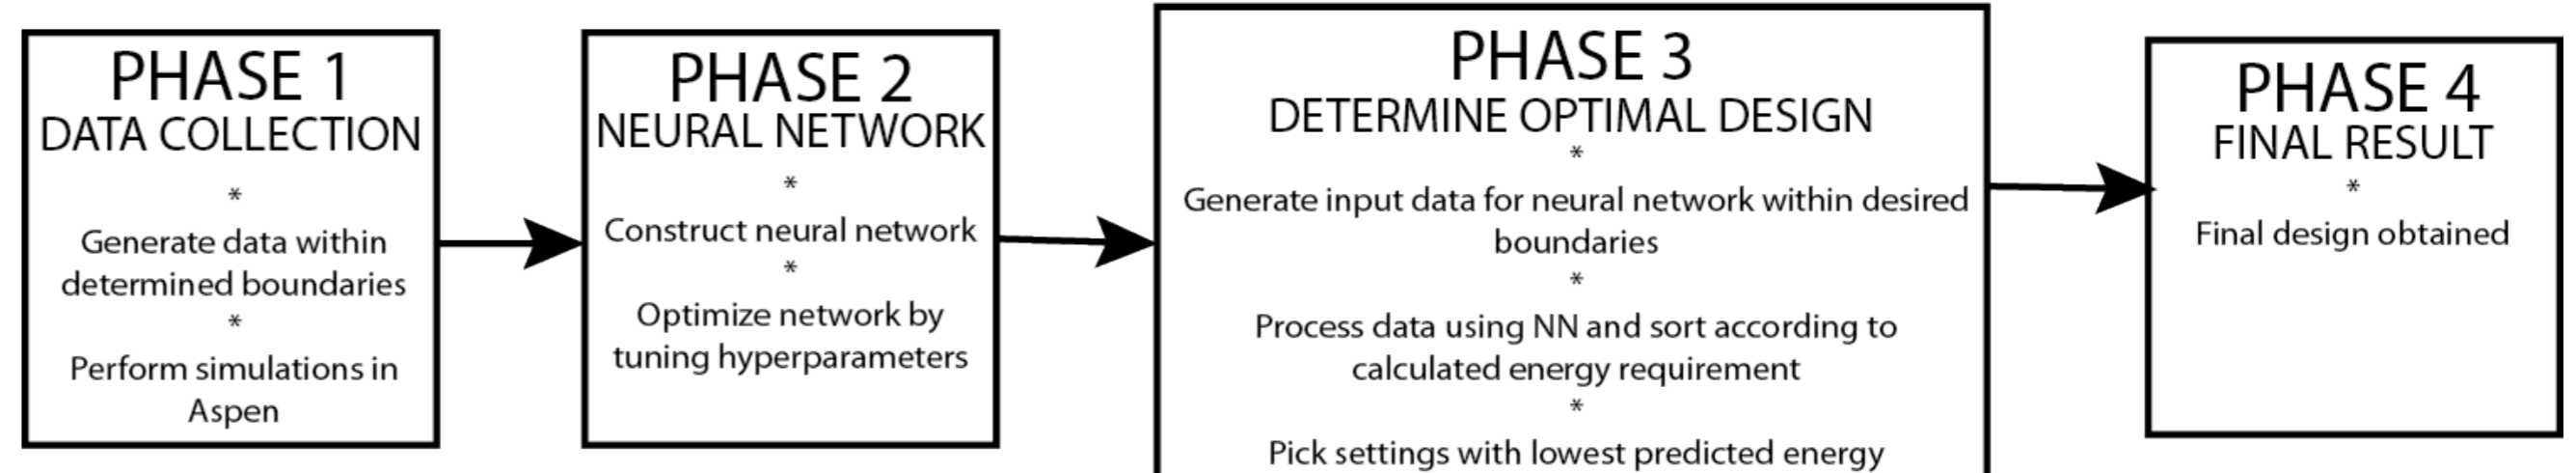 PHASE 1
DATA COLLECTION
*
Generate data within
determined boundaries
*
Perform simulations in
Aspen
PHASE 2
NEURAL NETWORK
*
Construct neural network
*
Optimize network by
tuning hyperparameters
PHASE 3
DETERMINE OPTIMAL DESIGN
*
Generate input data for neural network within desired
boundaries
*
Process data using NN and sort according to
calculated energy requirement
*
Pick settings with lowest predicted energy
PHASE 4
FINAL RESULT
*
Final design obtained